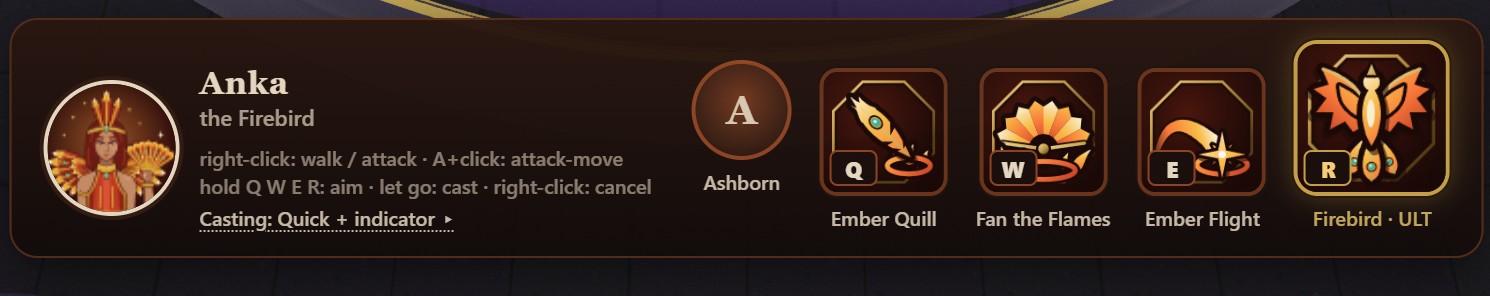 Anka
the Firebird
right-click: walk / attack · A+click: attack-move
hold Q W E R: aim · let go: cast · right-click: cancel
Casting: Quick + indicator ▸
A
Ashborn
Q
Ember Quill
W
Fan the Flames
E
Ember Flight
R
Firebird · ULT